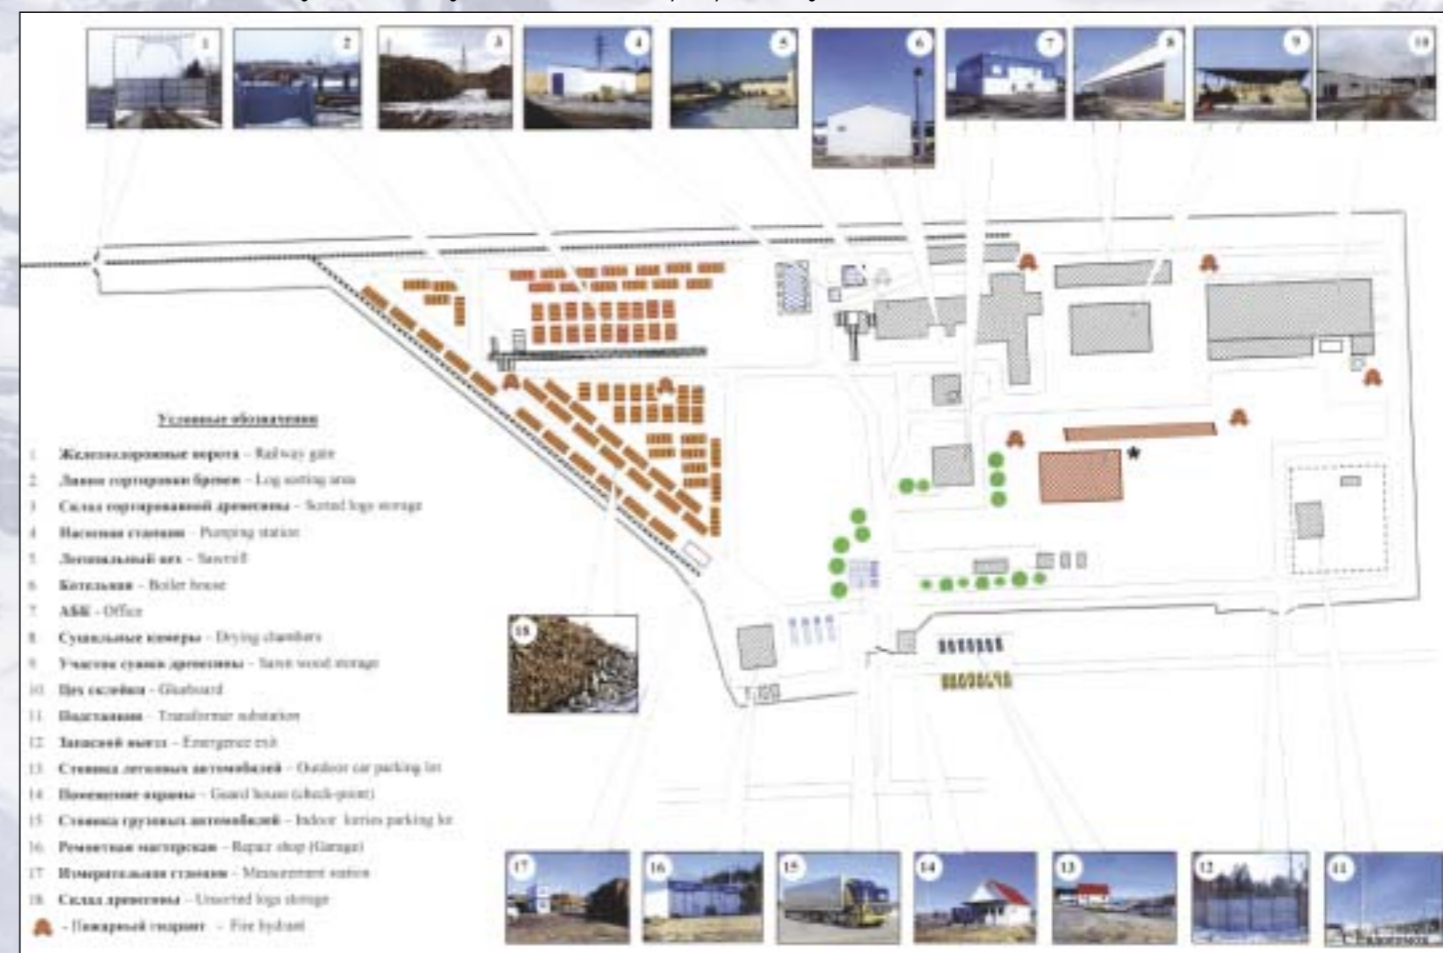 1 2 3 4 5 6 7 8 9 10
Условные обозначения
1 Железнодорожные ворота – Railway gate
2. Линия сортировки бревен – Log sorting area
3. Склад сортированной древесины – Sorted logs storage
4 Насосная станция – Pumping station
5. Лесопильный цех – Sawmill
6. Котельная – Boiler house
7. АБК – Office
8 Сушильные камеры – Drying chambers
9. Участок сушки древесины – Sawn wood storage
10. Цех склейки – Glueboard
11. Подстанция – Transformer substation
12. Запасной выезд – Emergence exit
13. Стоянка легковых автомобилей – Outdoor car parking lot
14. Помещение охраны – Guard house (check-point)
15 Стоянка грузовых автомобилей – Indoor lorries parking lot
16. Ремонтная мастерская – Repair shop (Garage)
17 Измерительная станция – Measurement station
18. Склад древесины – Unsorted logs storage
- Пожарный гидрант – Fire hydrant
18
17 16 15 14 13 12 11